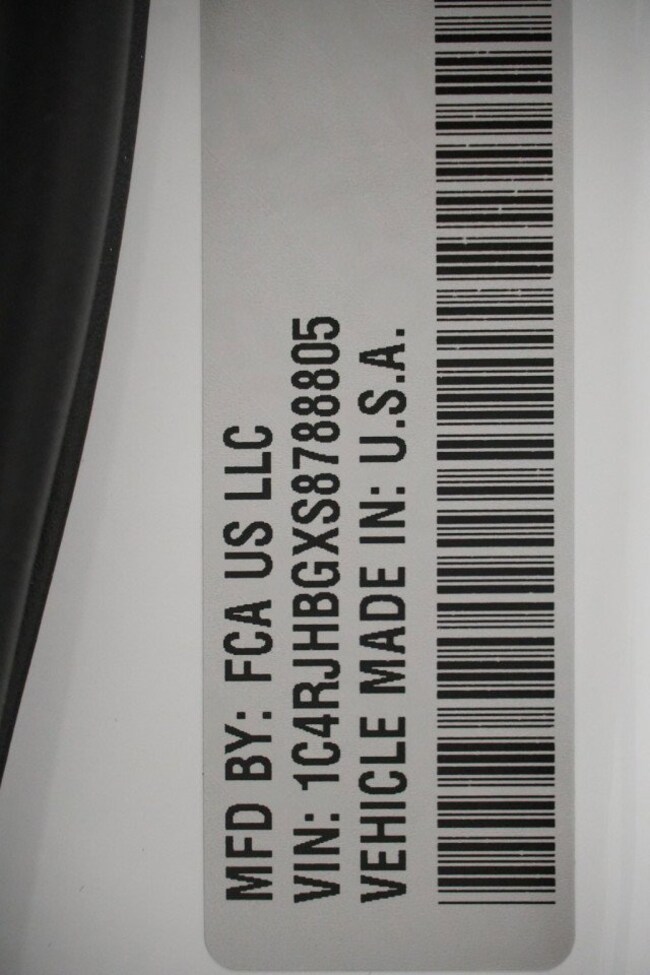 MFD BY: FCA US LLC
VIN: 1C4RJHBGXS8788805
VEHICLE MADE IN: U.S.A.